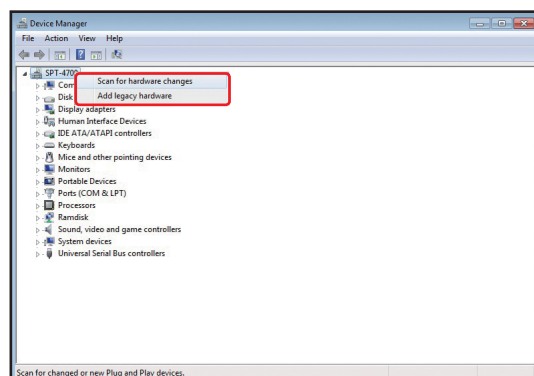 Device Manager
File Action View Help
SPT-4700
Scan for hardware changes
Add legacy hardware
Com
Disk
Display adapters
Human Interface Devices
IDE ATA/ATAPI controllers
Keyboards
Mice and other pointing devices
Monitors
Portable Devices
Ports (COM & LPT)
Processors
Ramdisk
Sound, video and game controllers
System devices
Universal Serial Bus controllers
Scan for changed or new Plug and Play devices.